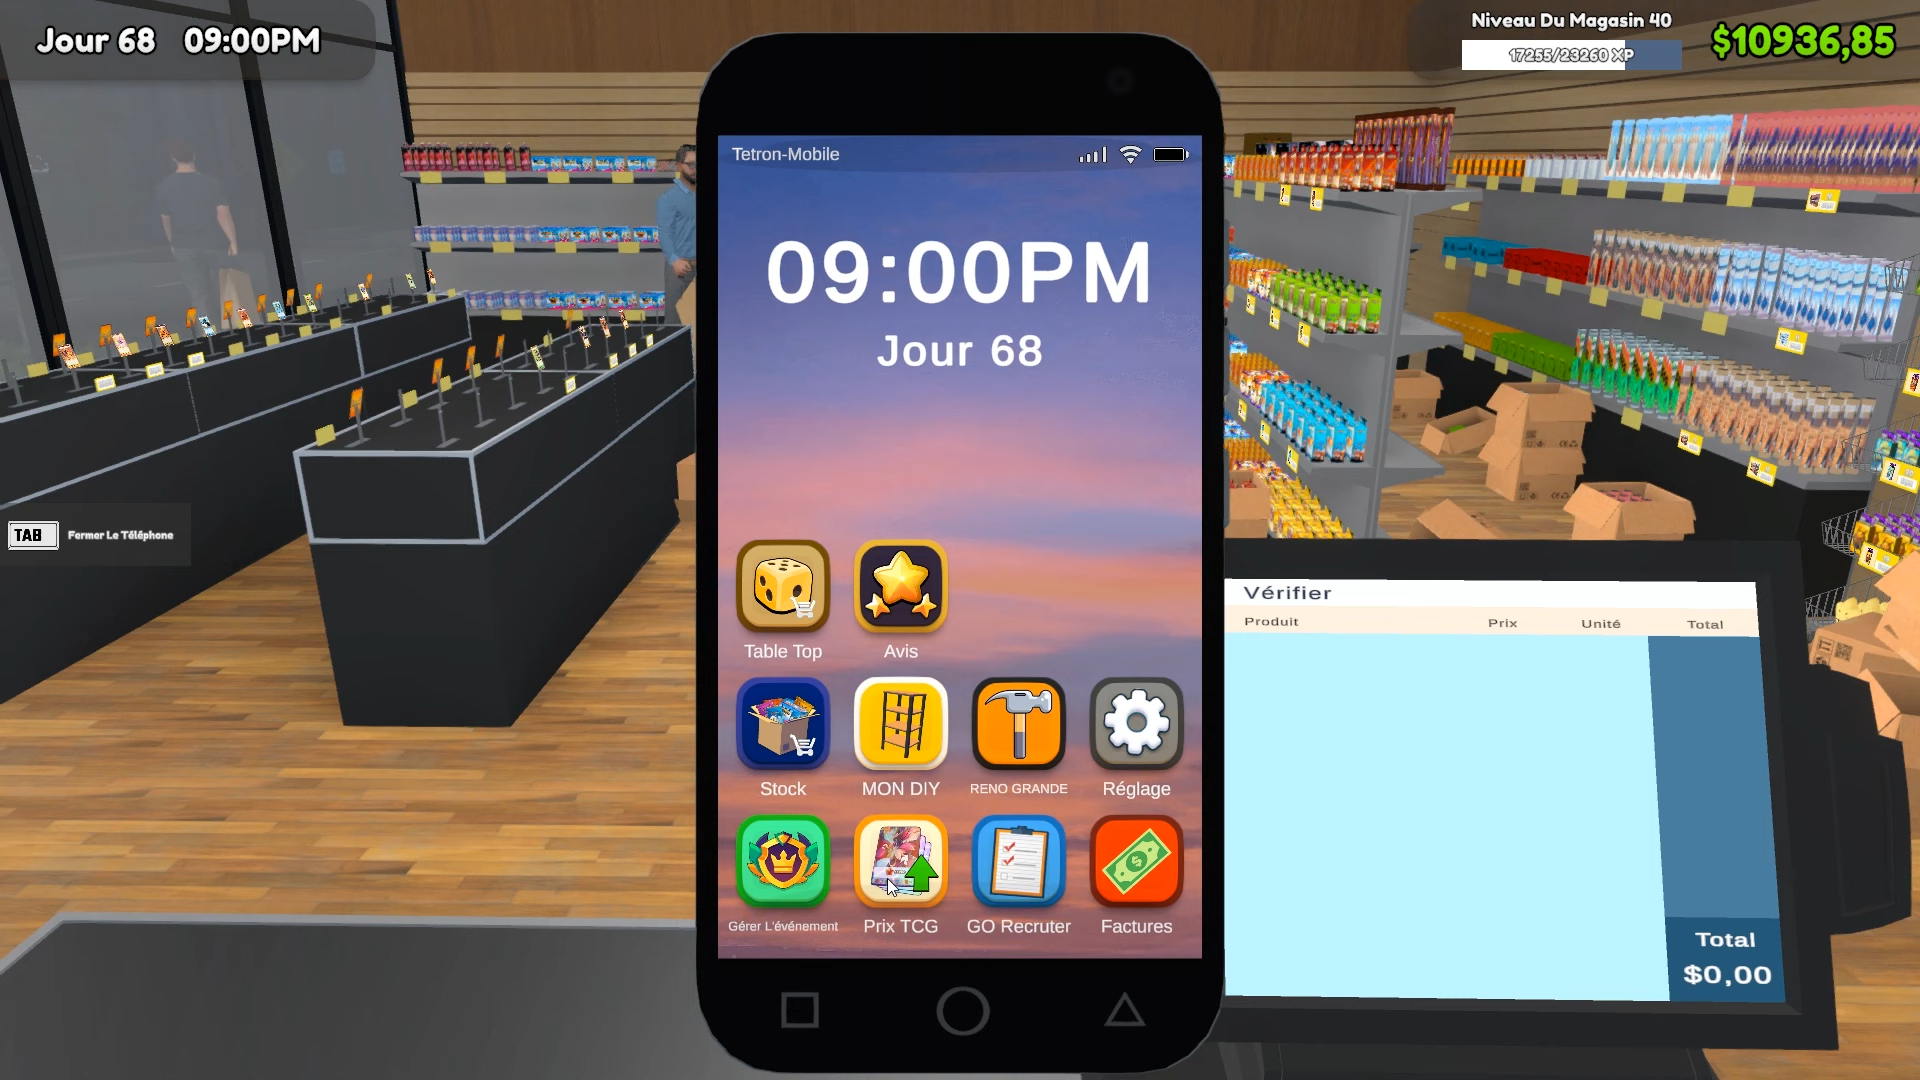 Jour 68 09:00PM
Niveau Du Magasin 40
17255/23260 XP
$10936,85
Tetron-Mobile
09:00PM
Jour 68
TAB Fermer Le Téléphone
Table Top
Avis
Stock
MON DIY
RENO GRANDE
Réglage
Gérer L'événement
Prix TCG
GO Recruter
Factures
Vérifier
Produit Prix Unité Total
Total
$0,00